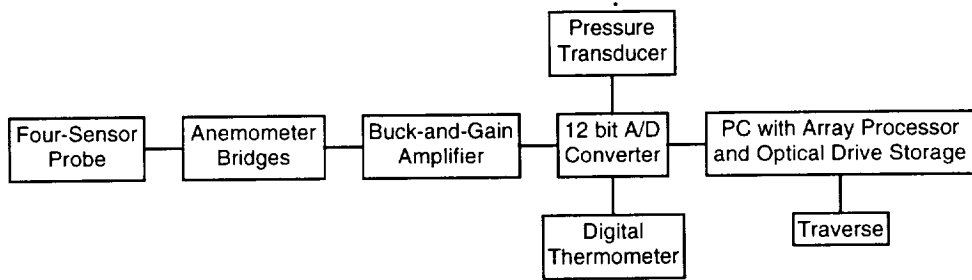 Pressure
Transducer
Four-Sensor
Probe
Anemometer
Bridges
Buck-and-Gain
Amplifier
12 bit A/D
Converter
PC with Array Processor
and Optical Drive Storage
Digital
Thermometer
Traverse